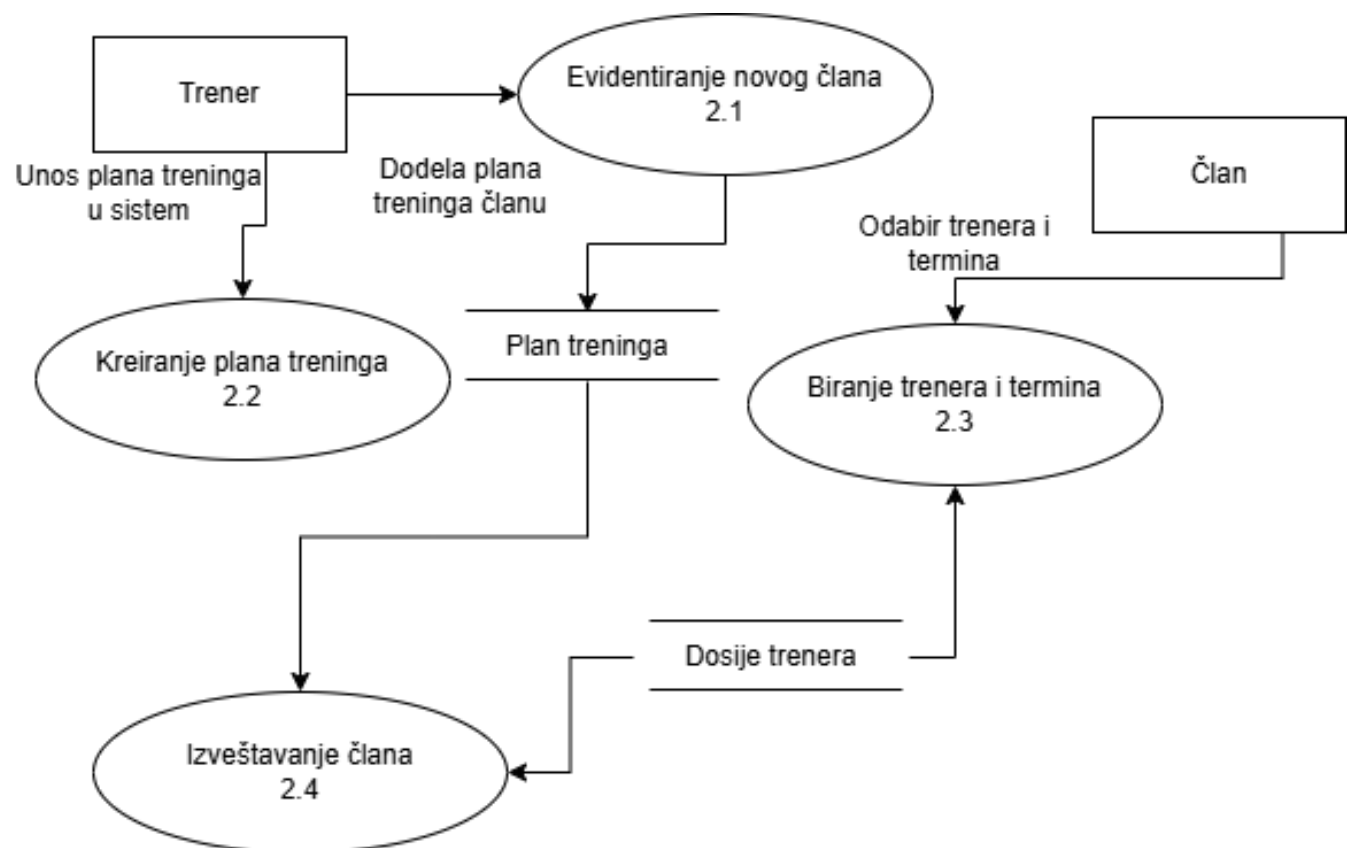 Trener
Evidentiranje novog člana
2.1
Član
Unos plana treninga
u sistem
Dodela plana
treninga članu
Odabir trenera i
termina
Kreiranje plana treninga
2.2
Plan treninga
Biranje trenera i termina
2.3
Dosije trenera
Izveštavanje člana
2.4